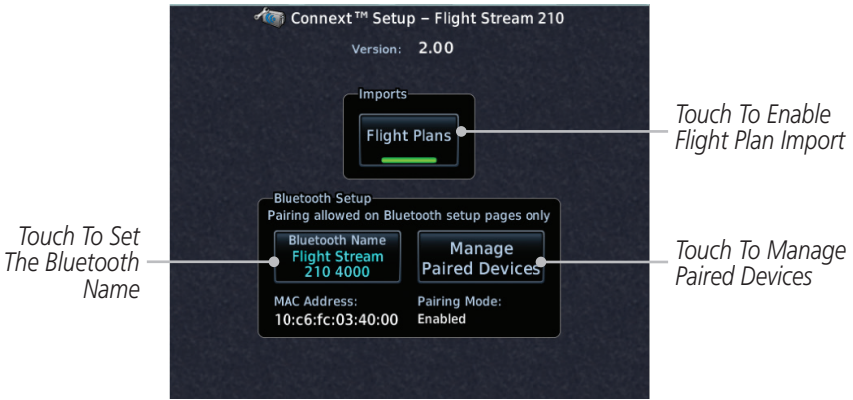 Connext™ Setup – Flight Stream 210
Version: 2.00
Imports
Flight Plans
Touch To Enable
Flight Plan Import
Bluetooth Setup
Pairing allowed on Bluetooth setup pages only
Touch To Set
The Bluetooth
Name
Bluetooth Name
Flight Stream
210 4000
Manage
Paired Devices
Touch To Manage
Paired Devices
MAC Address:
10:c6:fc:03:40:00
Pairing Mode:
Enabled